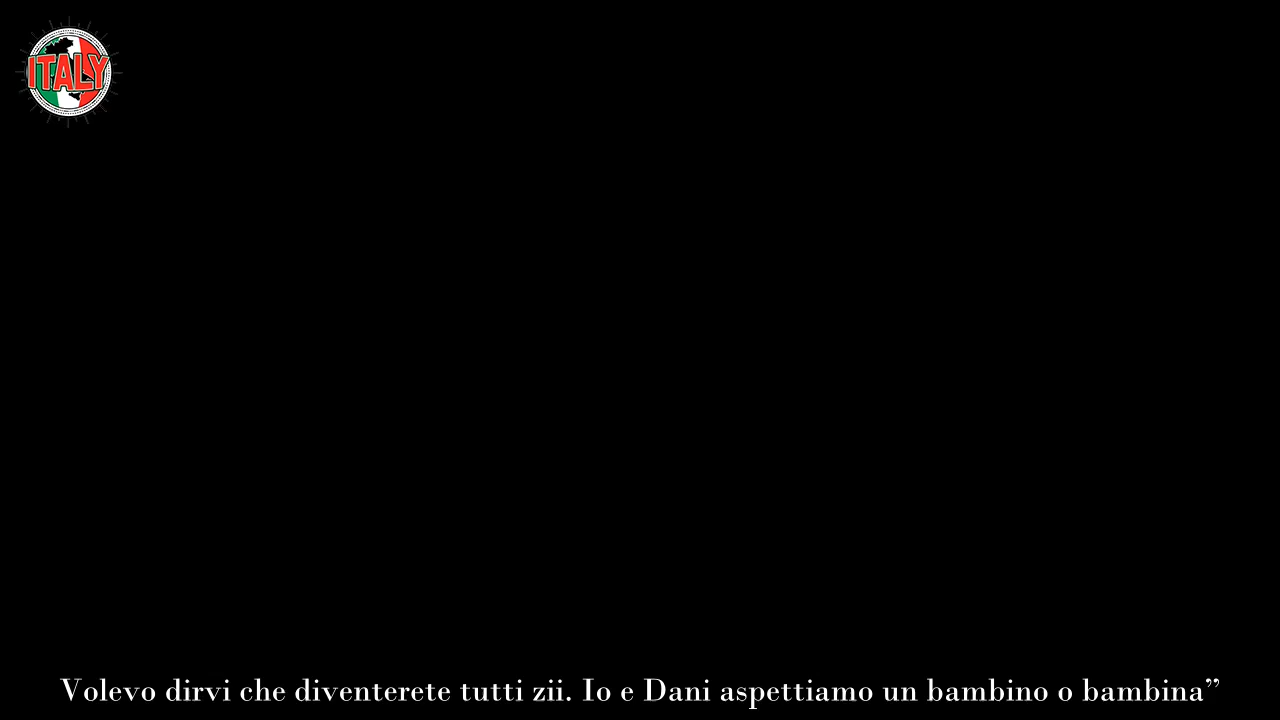 ITALY
Volevo dirvi che diventerete tutti zii. Io e Dani aspettiamo un bambino o bambina”